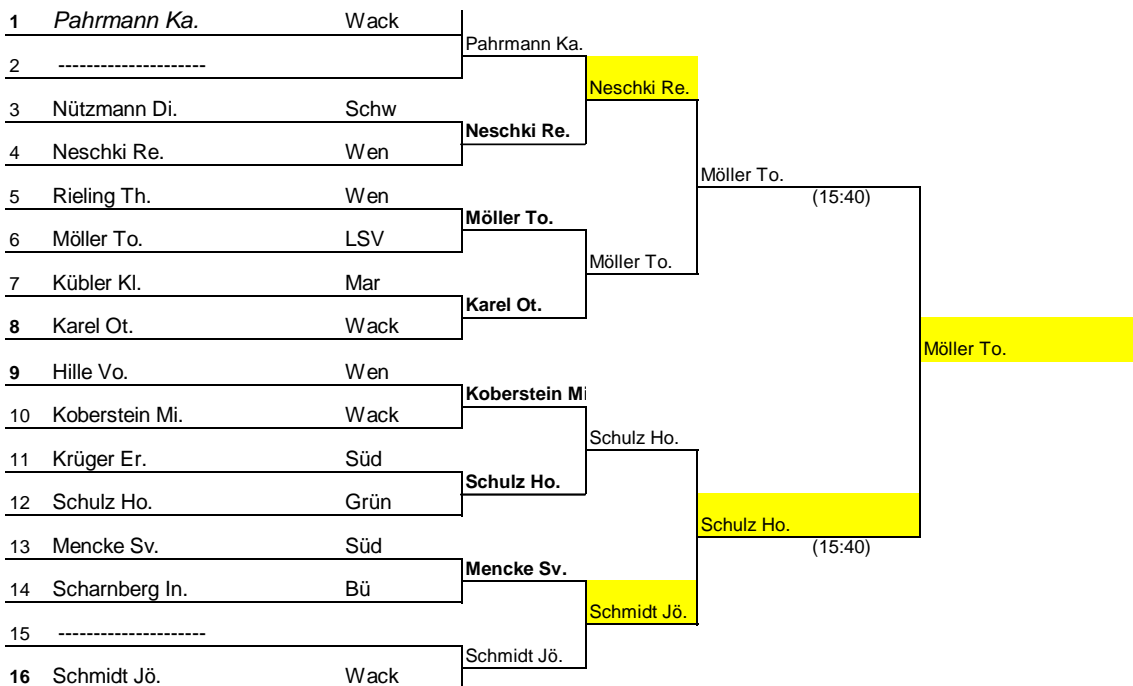 1 Pahrmann Ka. Wack
Pahrmann Ka.
2 ---------------------
Neschki Re.
3 Nützmann Di. Schw
Neschki Re.
4 Neschki Re. Wen
Möller To.
5 Rieling Th. Wen
(15:40)
Möller To.
6 Möller To. LSV
Möller To.
7 Kübler Kl. Mar
Karel Ot.
8 Karel Ot. Wack
Möller To.
9 Hille Vo. Wen
Koberstein Mi
10 Koberstein Mi. Wack
Schulz Ho.
11 Krüger Er. Süd
Schulz Ho.
12 Schulz Ho. Grün
Schulz Ho.
13 Mencke Sv. Süd
(15:40)
Mencke Sv.
14 Scharnberg In. Bü
Schmidt Jö.
15 ---------------------
Schmidt Jö.
16 Schmidt Jö. Wack